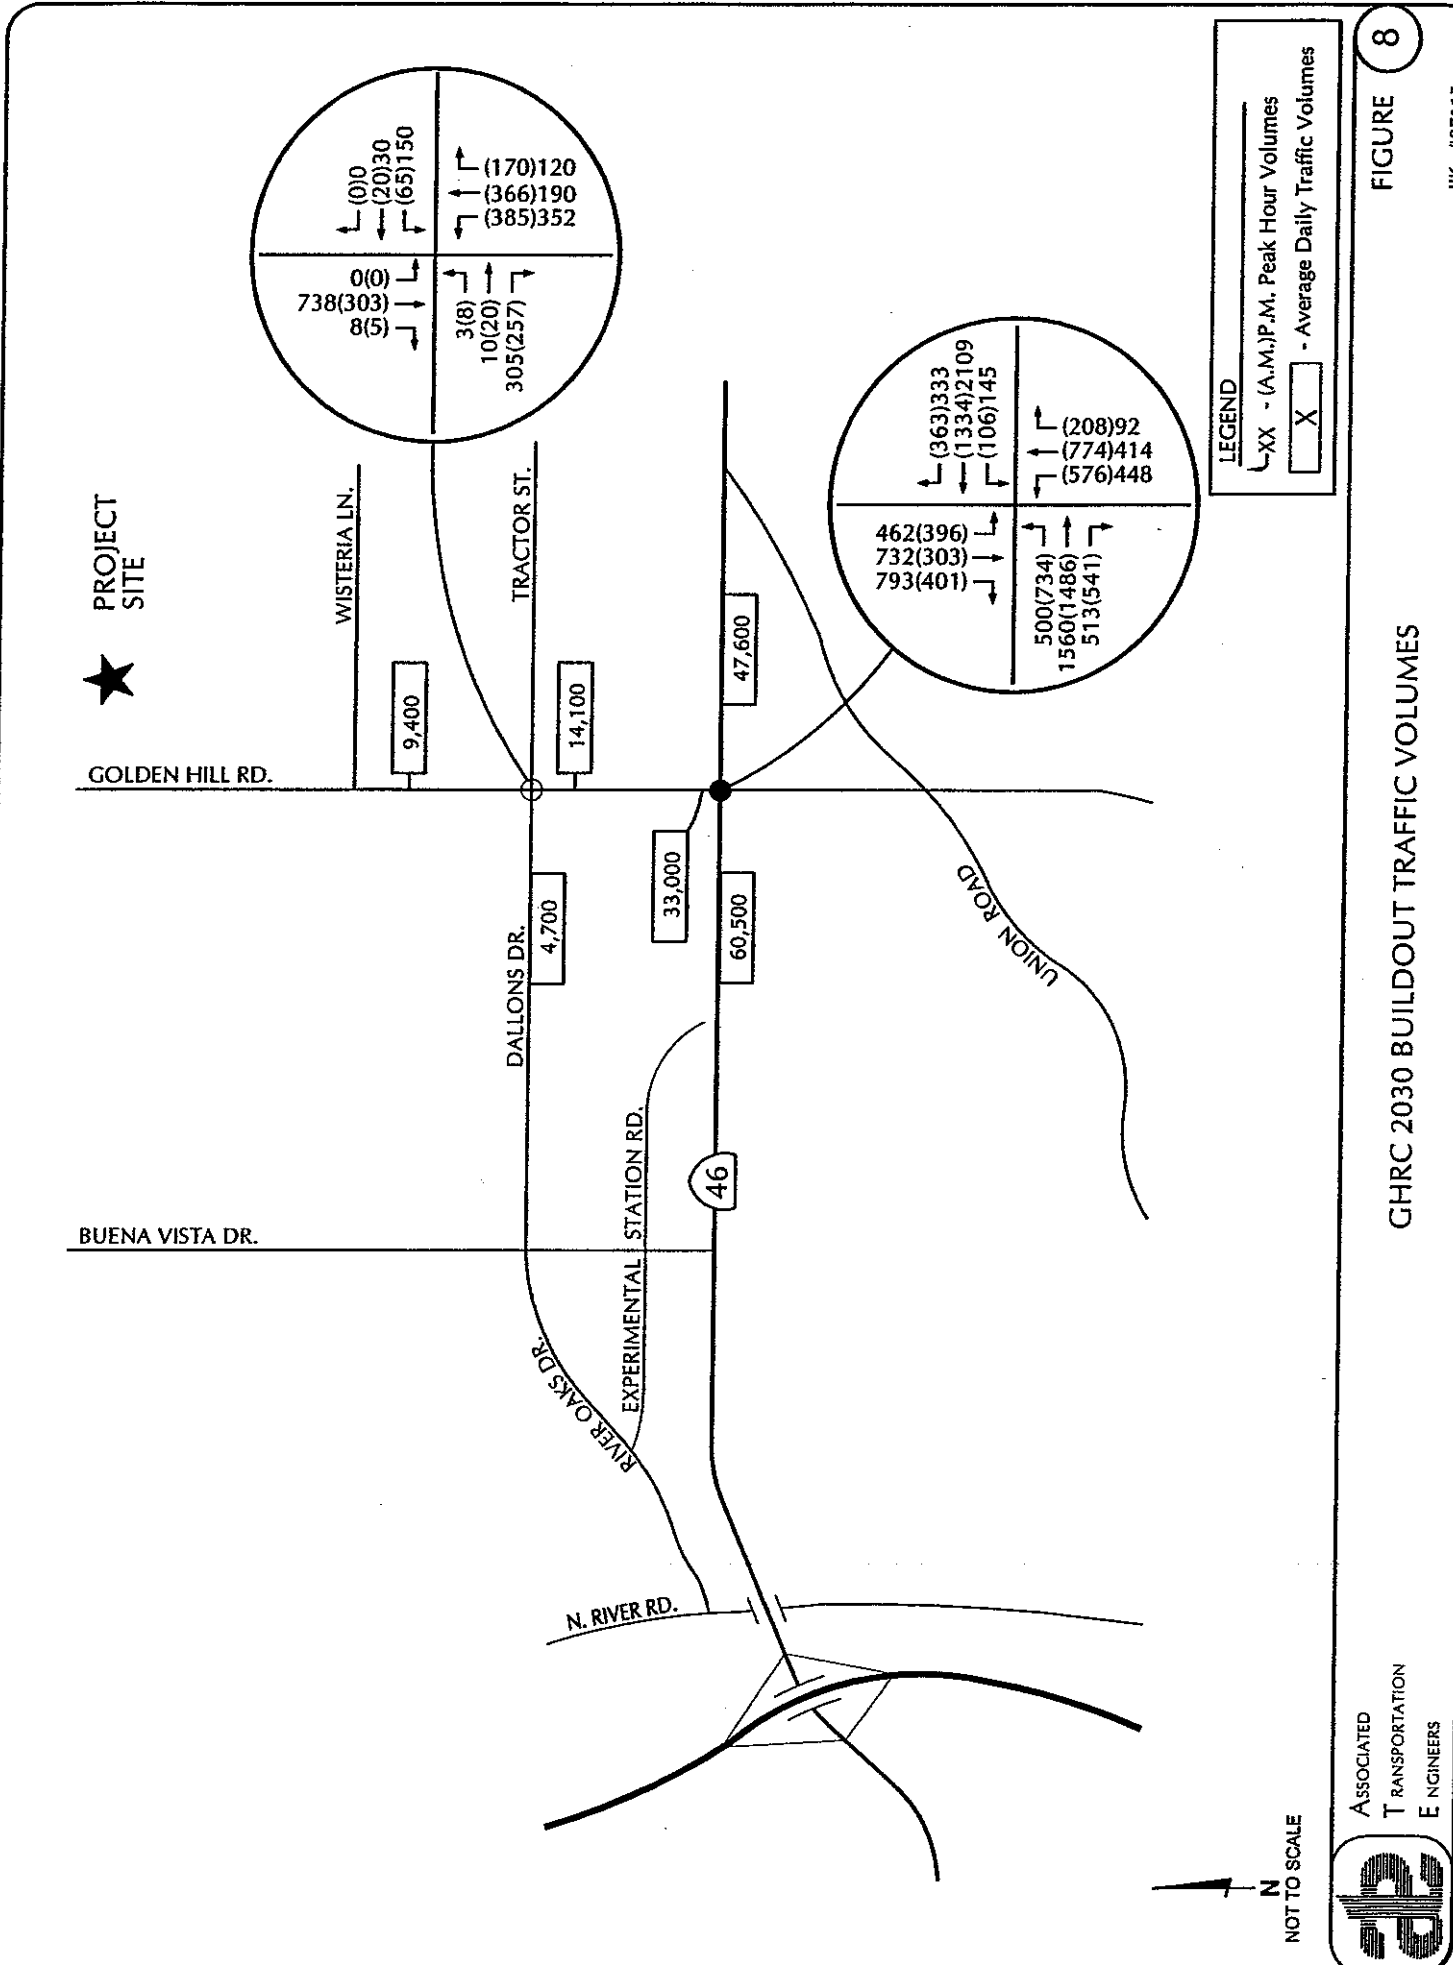 PROJECT
SITE
WISTERIA LN.
GOLDEN HILL RD.
9,400
TRACTOR ST.
14,100
DALLONS DR.
4,700
33,000
47,600
60,500
BUENA VISTA DR.
RIVER OAKS DR.
EXPERIMENTAL STATION RD.
46
N. RIVER RD.
UNION ROAD
0(0)
738(303)
8(5)
(0)0
(20)30
(65)150
3(8)
10(20)
305(257)
(170)120
(366)190
(385)352
462(396)
732(303)
793(401)
(363)333
(1334)2109
(106)145
500(734)
1560(1486)
513(541)
(208)92
(774)414
(576)448
LEGEND
XX - (A.M.)P.M. Peak Hour Volumes
X - Average Daily Traffic Volumes
N
NOT TO SCALE
ASSOCIATED
TRANSPORTATION
ENGINEERS
GHRC 2030 BUILDOUT TRAFFIC VOLUMES
FIGURE 8